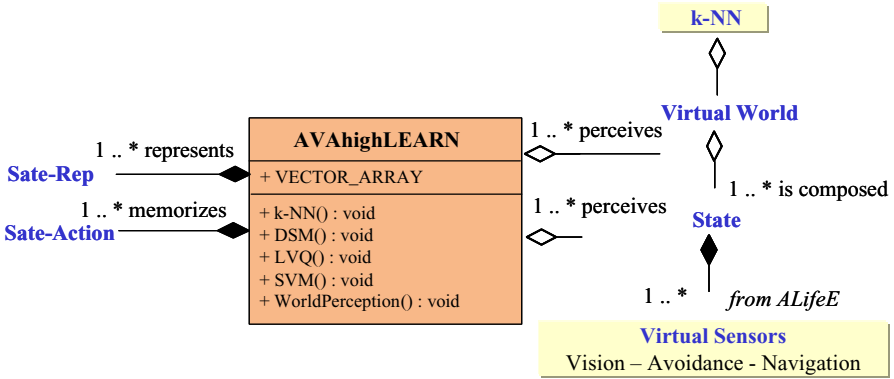 k-NN
Virtual World
AVAhighLEARN
1 .. * perceives
1 .. * represents
Sate-Rep
+ VECTOR_ARRAY
1 .. * is composed
1 .. * memorizes
Sate-Action
+ k-NN() : void
+ DSM() : void
+ LVQ() : void
+ SVM() : void
+ WorldPerception() : void
1 .. * perceives
State
1 .. *
from ALifeE
Virtual Sensors
Vision – Avoidance - Navigation